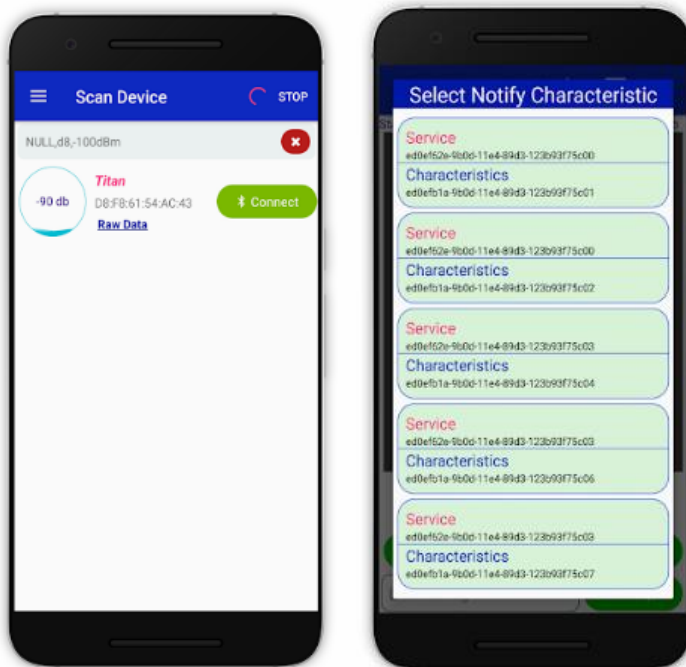 Scan Device
STOP
NULL,d8,-100dBm
-90 db
Titan
D8:F8:61:54:AC:43
Connect
Raw Data
Select Notify Characteristic
Service
ed0ef62e-9b0d-11e4-89d3-123b93f75c00
Characteristics
ed0efb1a-9b0d-11e4-89d3-123b93f75c01
Service
ed0ef62e-9b0d-11e4-89d3-123b93f75c00
Characteristics
ed0efb1a-9b0d-11e4-89d3-123b93f75c02
Service
ed0ef62e-9b0d-11e4-89d3-123b93f75c03
Characteristics
ed0efb1a-9b0d-11e4-89d3-123b93f75c04
Service
ed0ef62e-9b0d-11e4-89d3-123b93f75c03
Characteristics
ed0efb1a-9b0d-11e4-89d3-123b93f75c06
Service
ed0ef62e-9b0d-11e4-89d3-123b93f75c03
Characteristics
ed0efb1a-9b0d-11e4-89d3-123b93f75c07